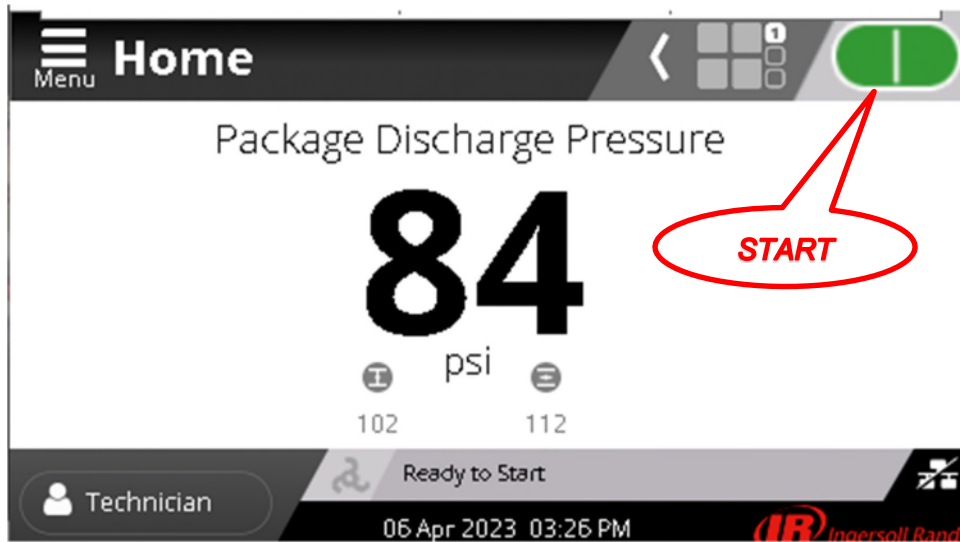 Menu
Home
1
START
Package Discharge Pressure
84
psi
102
112
Ready to Start
Technician
06 Apr 2023 03:26 PM
IR Ingersoll Rand